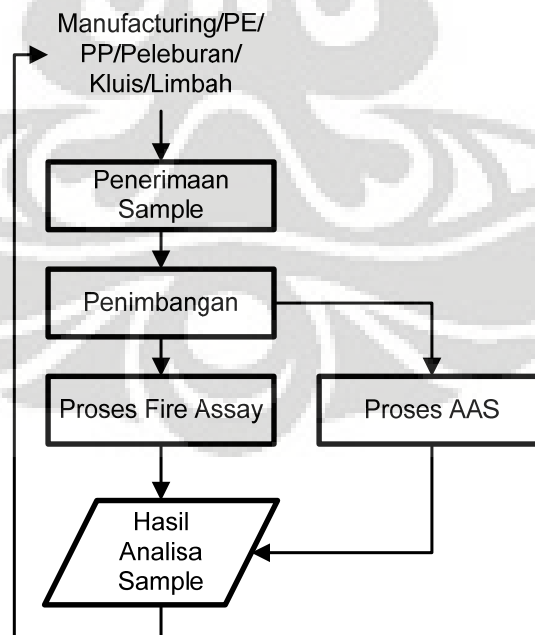 Manufacturing/PE/
PP/Peleburan/
Kluis/Limbah
Penerimaan
Sample
Penimbangan
Proses Fire Assay
Proses AAS
Hasil
Analisa
Sample